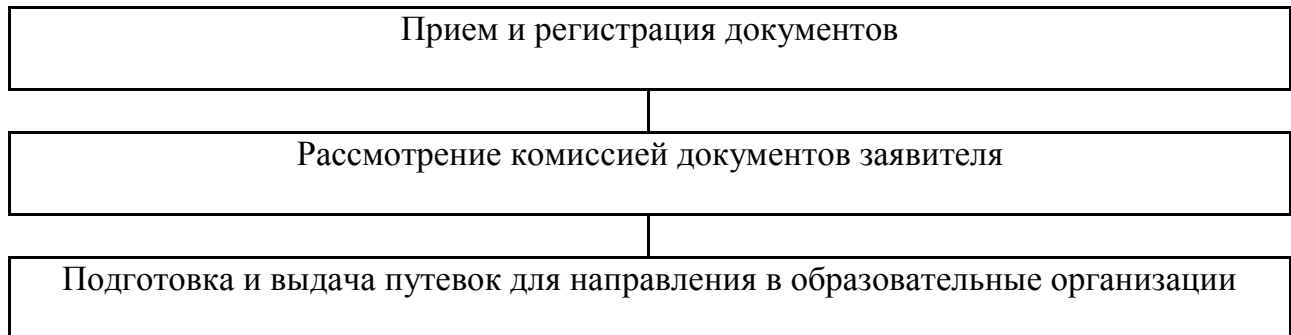 Прием и регистрация документов
Рассмотрение комиссией документов заявителя
Подготовка и выдача путевок для направления в образовательные организации